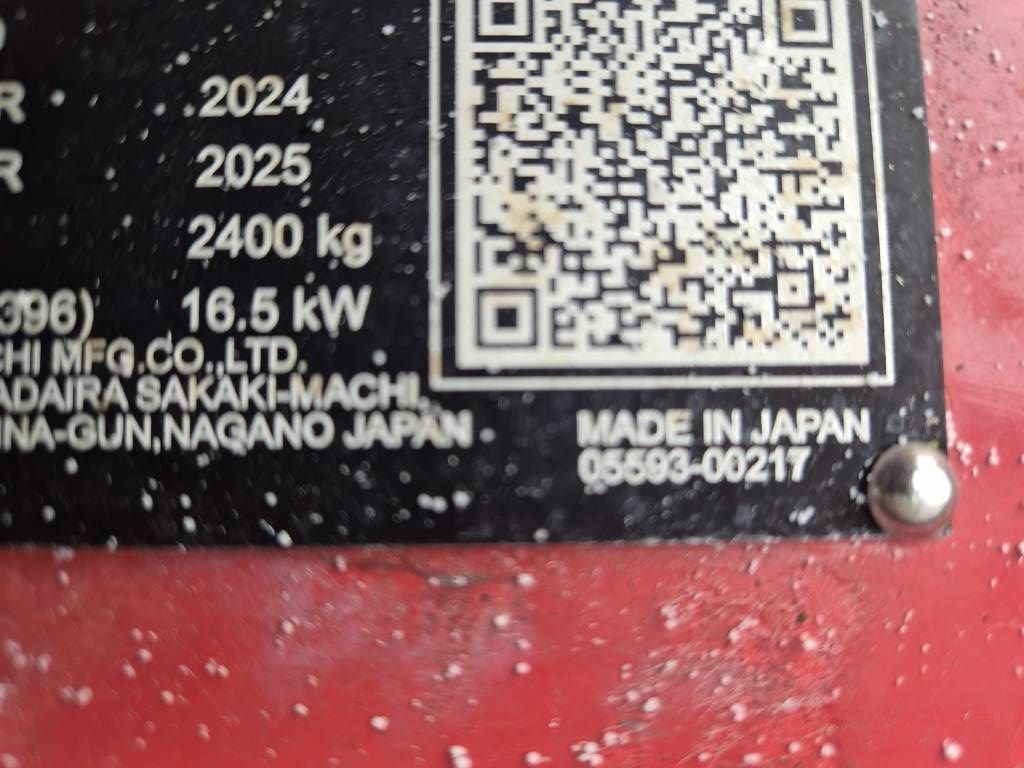 R 2024
R 2025
2400 kg
396) 16.5 kW
CHI MFG.CO.,LTD.
ADAIRA SAKAKI-MACHI,
INA-GUN,NAGANO JAPAN
MADE IN JAPAN
05593-00217